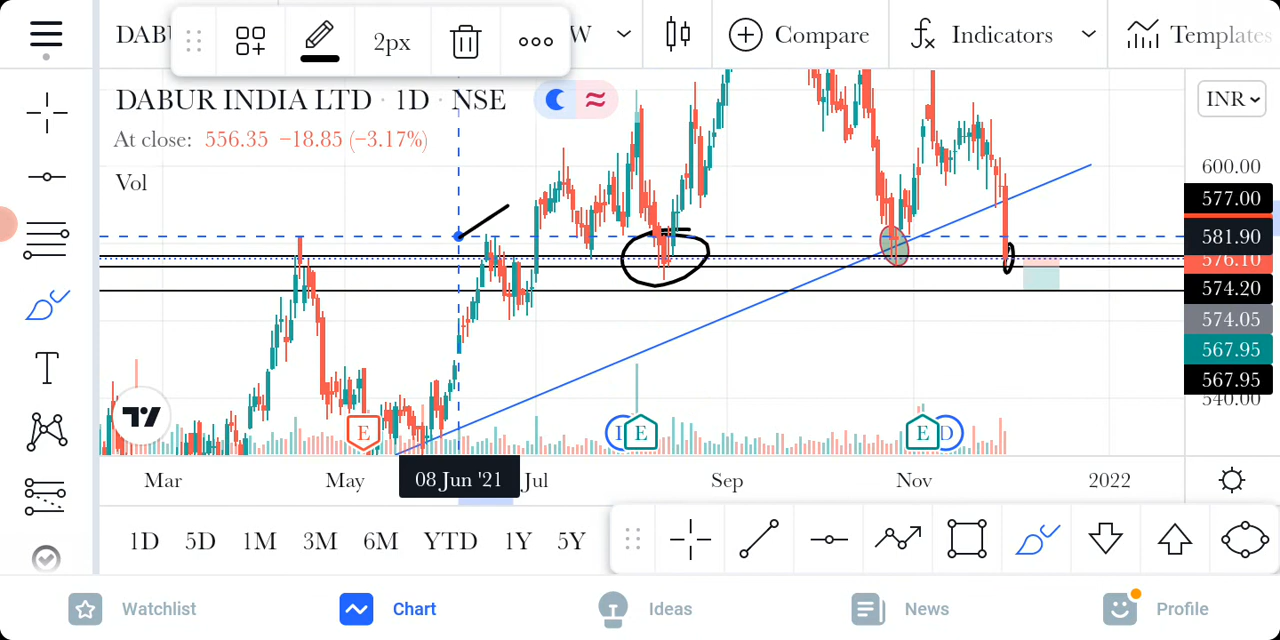 DABU 2px W Compare Indicators Templates
DABUR INDIA LTD · 1D · NSE INR
At close: 556.35 −18.85 (−3.17%)
Vol
600.00
577.00
581.90
576.10
574.20
574.05
567.95
567.95
540.00
E E E D
Mar May 08 Jun '21 Jul Sep Nov 2022
1D 5D 1M 3M 6M YTD 1Y 5Y
Watchlist Chart Ideas News Profile